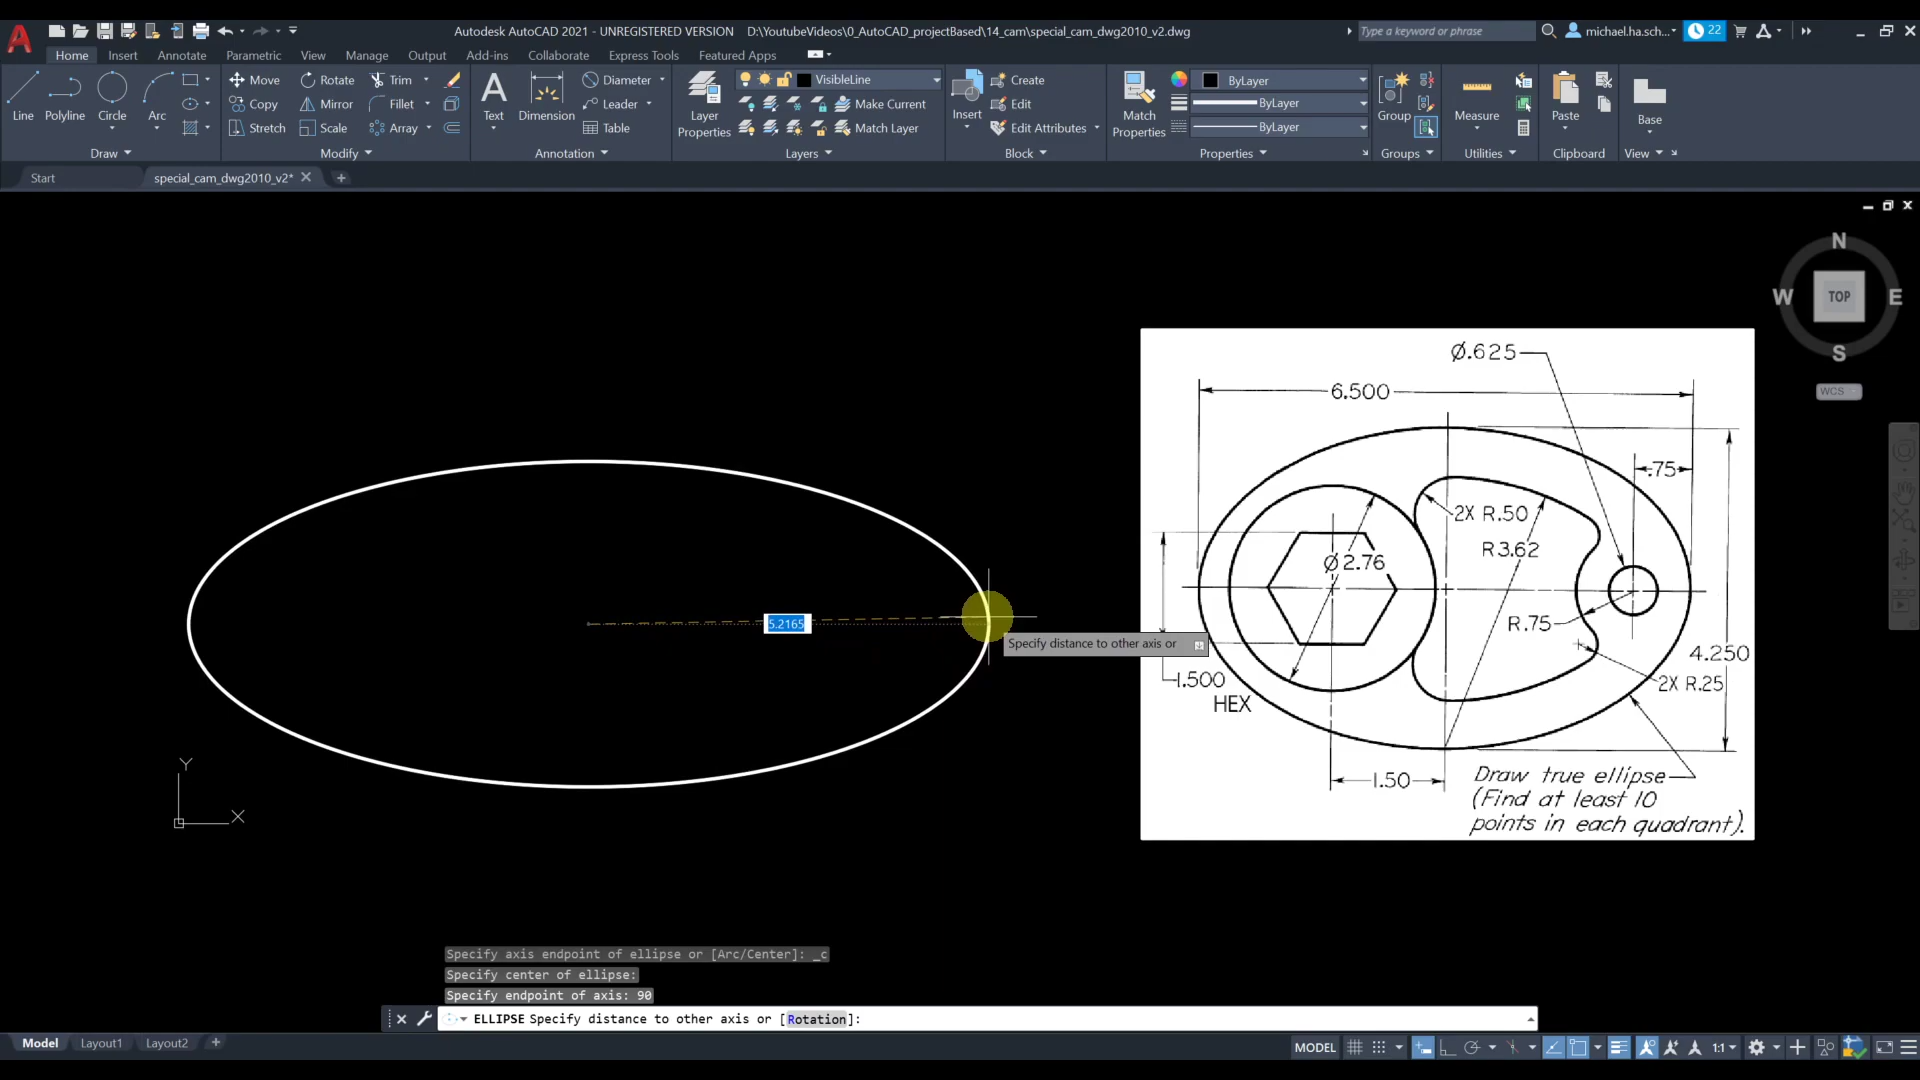 Autodesk AutoCAD 2021 - UNREGISTERED VERSION D:\YoutubeVideos\0_AutoCAD_projectBased\14_cam\special_cam_dwg2010_v2.dwg
Type a keyword or phrase
michael.ha.sch...
22
Home Insert Annotate Parametric View Manage Output Add-ins Collaborate Express Tools Featured Apps
Line Polyline Circle Arc
Move Rotate Trim
Copy Mirror Fillet
Stretch Scale Array
Text Dimension
Diameter
Leader
Table
Layer Properties
VisibleLine
Make Current
Match Layer
Insert
Create
Edit
Edit Attributes
Match Properties
ByLayer
ByLayer
ByLayer
Group
Measure
Paste
Base
Draw Modify Annotation Layers Block Properties Groups Utilities Clipboard View
Start special_cam_dwg2010_v2*
N
W TOP E
S
WCS
5.2165
Specify distance to other axis or
Y
X
Ø.625
6.500
.75
2X R.50
R3.62
Ø 2.76
R.75
4.250
2X R.25
1.500
HEX
1.50
Draw true ellipse
(Find at least 10
points in each quadrant).
Specify axis endpoint of ellipse or [Arc/Center]: _c
Specify center of ellipse:
Specify endpoint of axis: 90
ELLIPSE Specify distance to other axis or [Rotation]:
Model Layout1 Layout2
MODEL
1:1